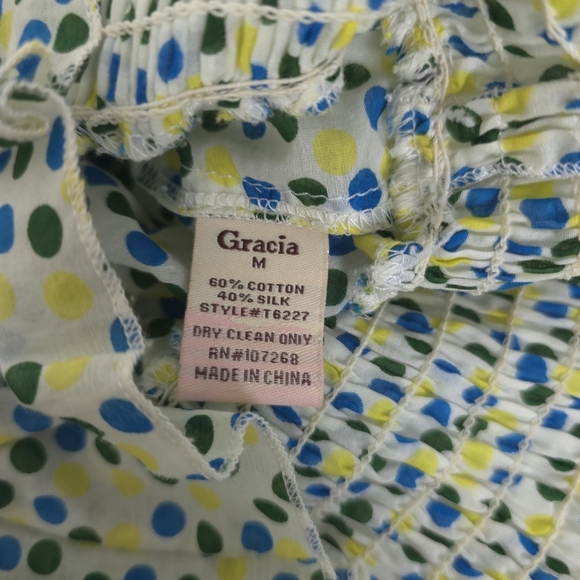 Gracia
M
60% COTTON
40% SILK
STYLE#T6227
DRY CLEAN ONLY
RN#107268
MADE IN CHINA